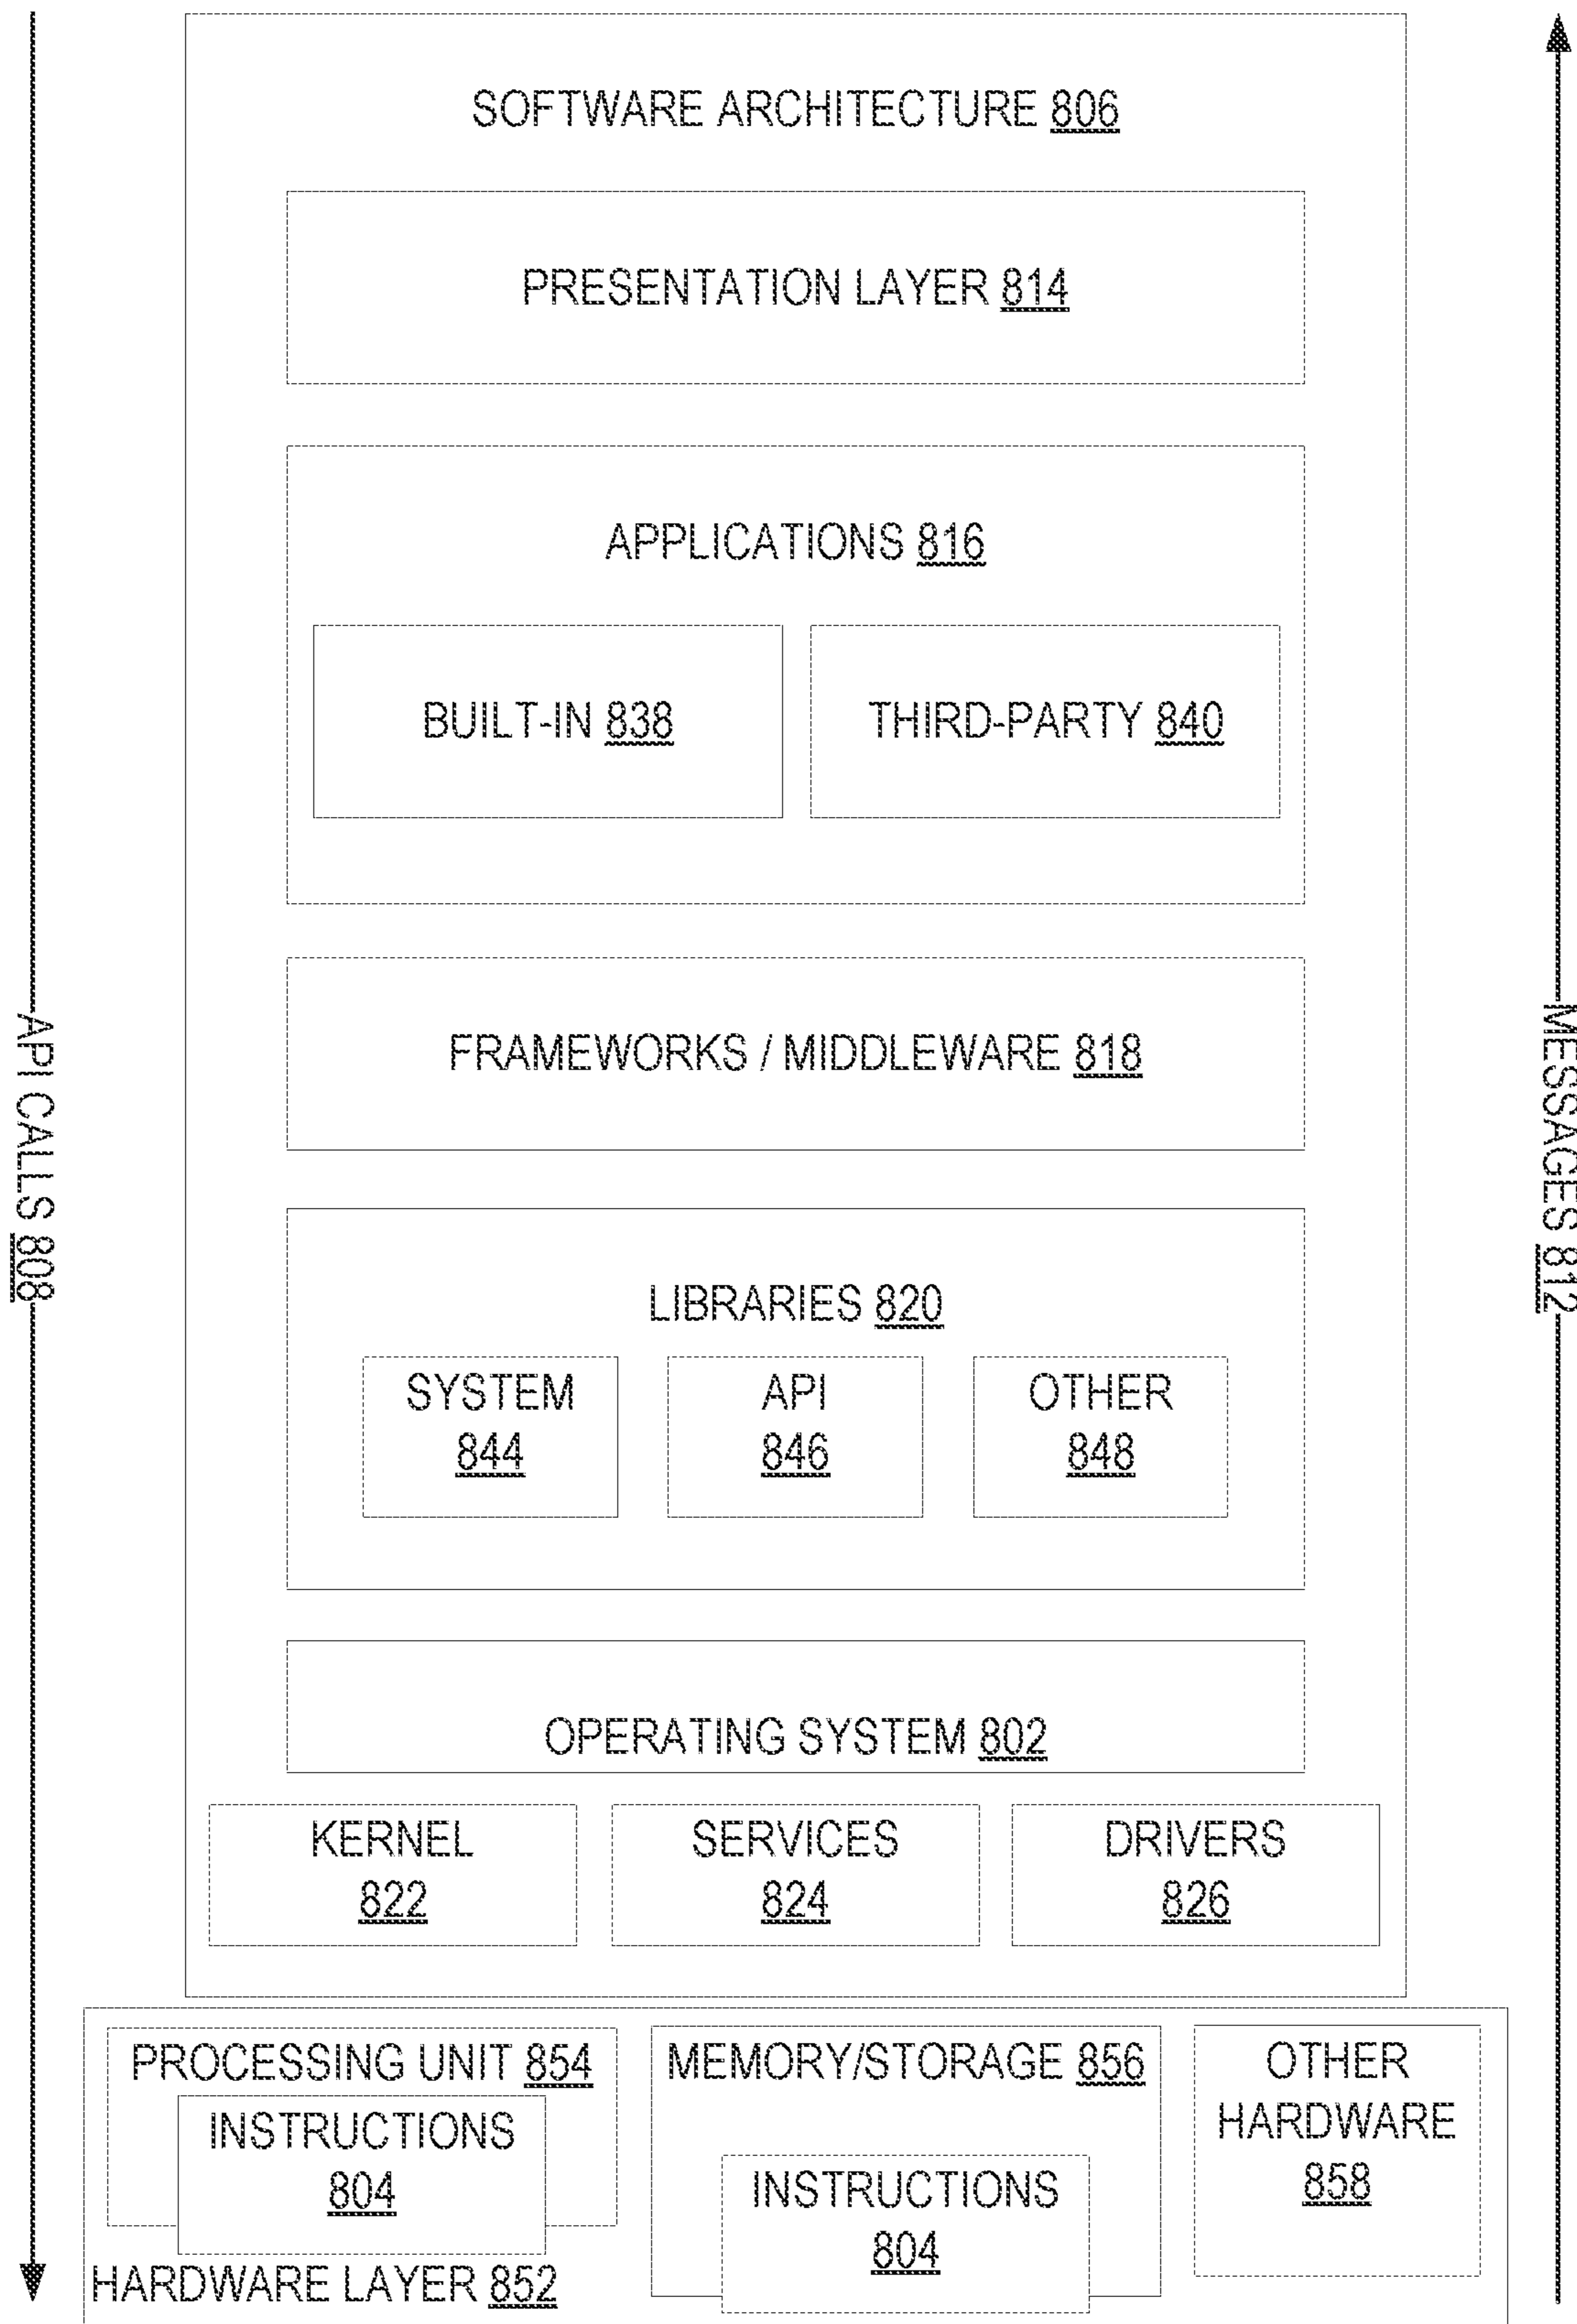 SOFTWARE ARCHITECTURE 806
PRESENTATION LAYER 814
APPLICATIONS 816
BUILT-IN 838
THIRD-PARTY 840
FRAMEWORKS / MIDDLEWARE 818
API CALLS 808
MESSAGES 812
LIBRARIES 820
SYSTEM
844
API
846
OTHER
848
OPERATING SYSTEM 802
KERNEL
822
SERVICES
824
DRIVERS
826
PROCESSING UNIT 854
INSTRUCTIONS
804
MEMORY/STORAGE 856
INSTRUCTIONS
804
OTHER
HARDWARE
858
HARDWARE LAYER 852